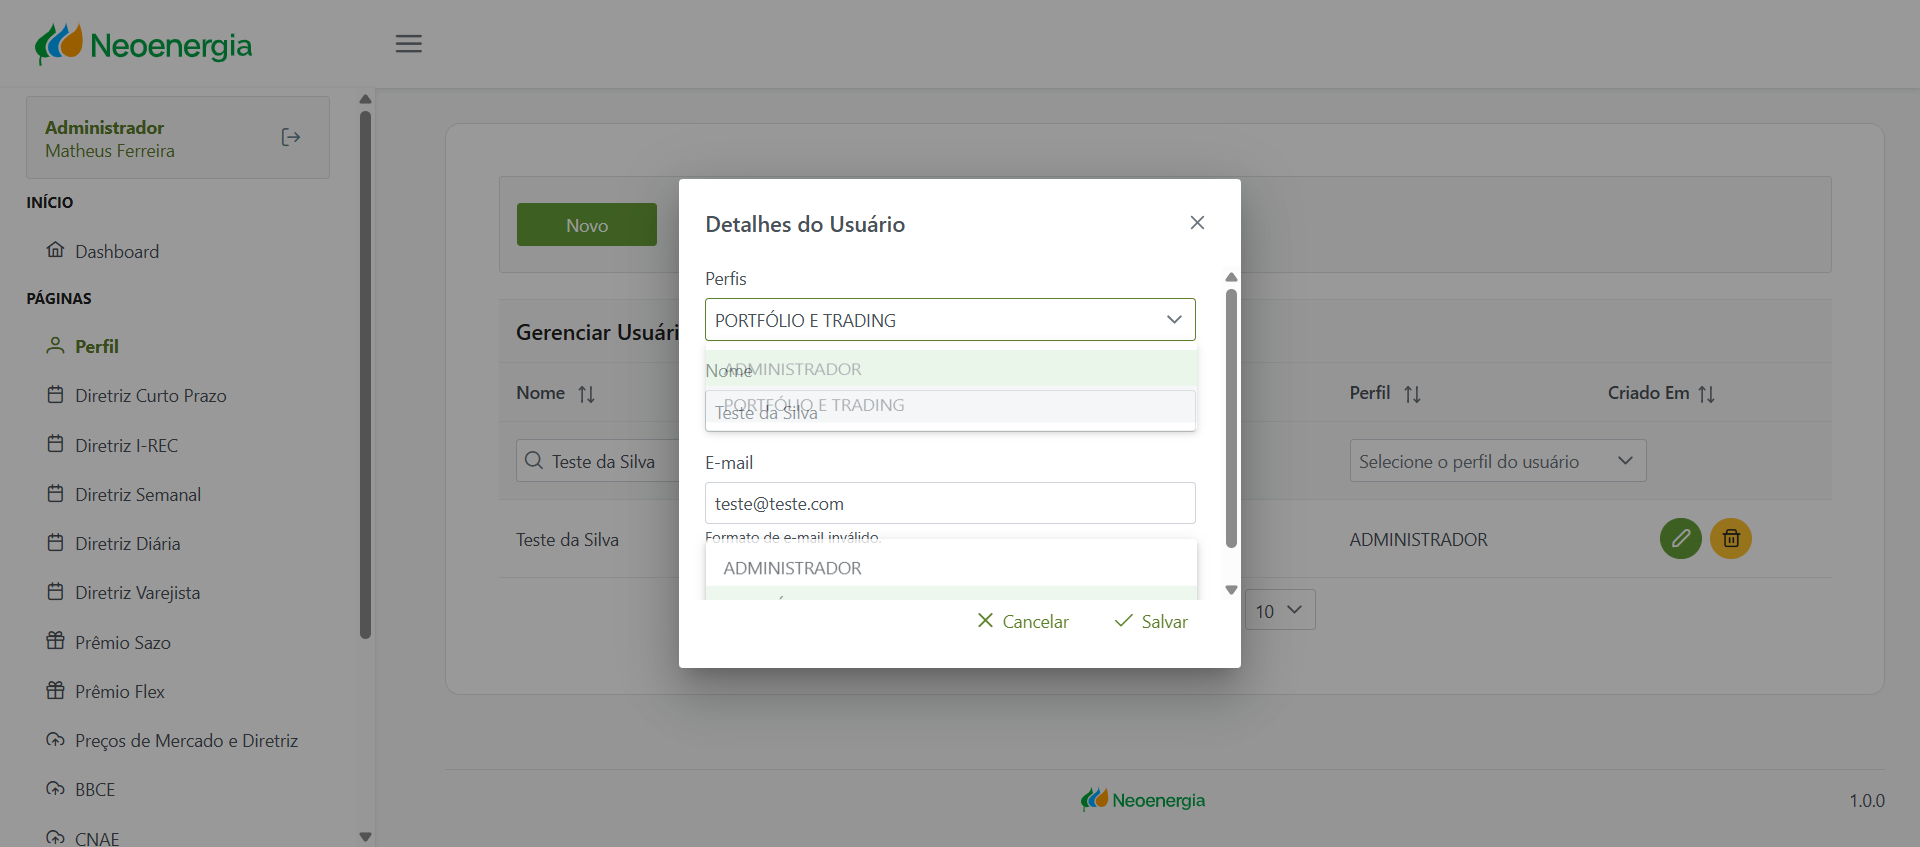 Neoenergia
Administrador
Matheus Ferreira
INÍCIO
Dashboard
PÁGINAS
Perfil
Diretriz Curto Prazo
Diretriz I-REC
Diretriz Semanal
Diretriz Diária
Diretriz Varejista
Prêmio Sazo
Prêmio Flex
Preços de Mercado e Diretriz
BBCE
CNAE
Novo
Gerenciar Usuári
Nome
Perfil
Criado Em
Teste da Silva
Selecione o perfil do usuário
Teste da Silva
ADMINISTRADOR
10
Detalhes do Usuário
Perfis
PORTFÓLIO E TRADING
ADMINISTRADOR
Nome
PORTFÓLIO E TRADING
Teste da Silva
E-mail
teste@teste.com
Formato de e-mail inválido.
ADMINISTRADOR
Cancelar
Salvar
Neoenergia
1.0.0